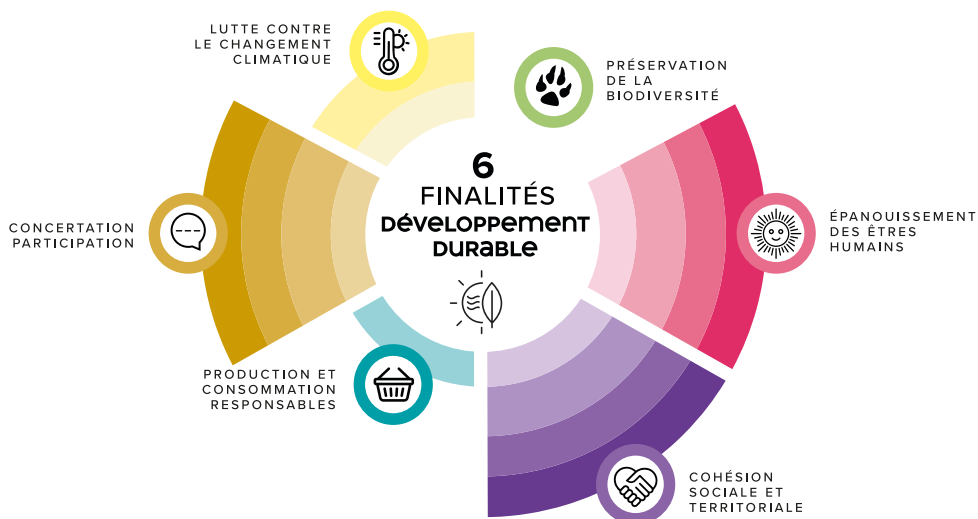 LUTTE CONTRE
LE CHANGEMENT
CLIMATIQUE
PRÉSERVATION
DE LA
BIODIVERSITÉ
6
FINALITÉS
DÉVELOPPEMENT
DURABLE
CONCERTATION
PARTICIPATION
ÉPANOUISSEMENT
DES ÊTRES
HUMAINS
PRODUCTION ET
CONSOMMATION
RESPONSABLES
COHÉSION
SOCIALE ET
TERRITORIALE